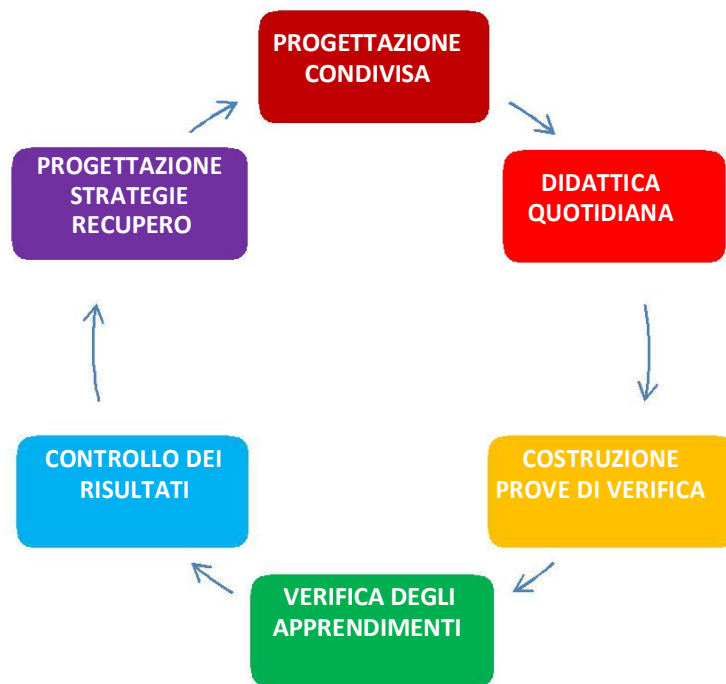 PROGETTAZIONE
CONDIVISA
DIDATTICA
QUOTIDIANA
COSTRUZIONE
PROVE DI VERIFICA
VERIFICA DEGLI
APPRENDIMENTI
CONTROLLO DEI
RISULTATI
PROGETTAZIONE
STRATEGIE
RECUPERO